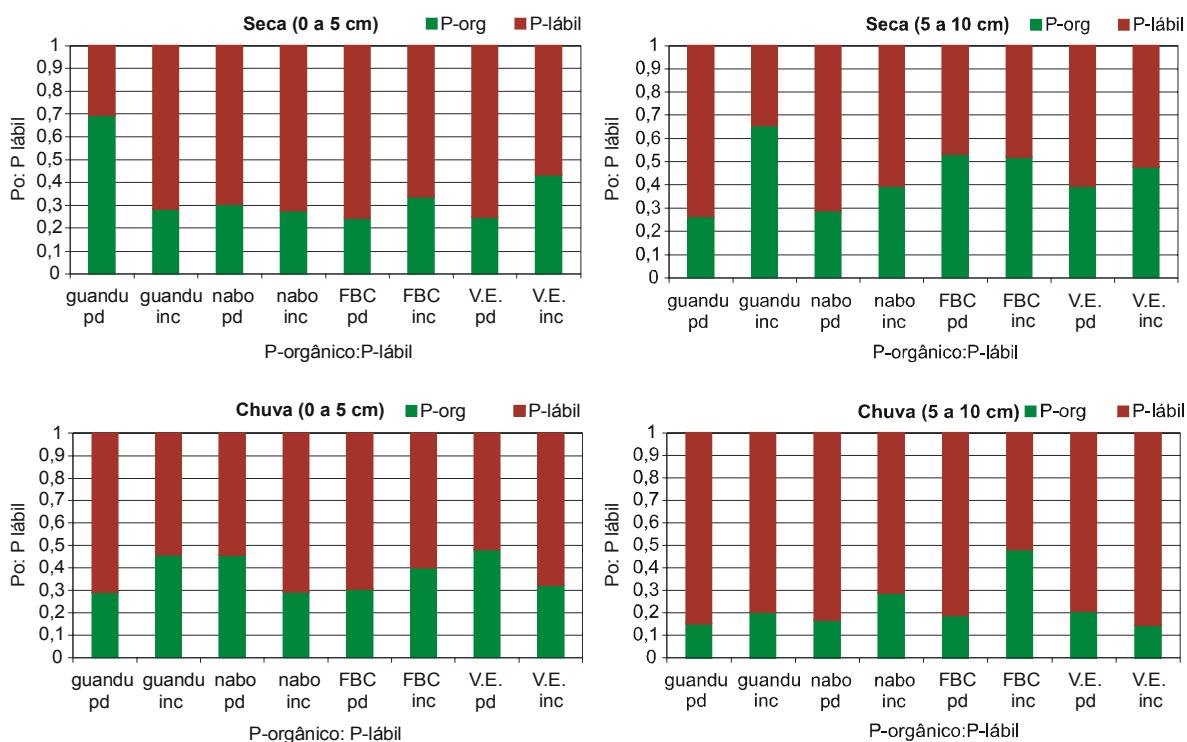 Seca (0 a 5 cm) P-org P-lábil
Po: P lábil
1
0,9
0,8
0,7
0,6
0,5
0,4
0,3
0,2
0,1
0
guandu guandu nabo nabo FBC FBC V.E. V.E.
pd inc pd inc pd inc pd inc
P-orgânico:P-lábil
Seca (5 a 10 cm) P-org P-lábil
Po: P lábil
1
0,9
0,8
0,7
0,6
0,5
0,4
0,3
0,2
0,1
0
guandu guandu nabo nabo FBC FBC V.E. V.E.
pd inc pd inc pd inc pd inc
P-orgânico:P-lábil
Chuva (0 a 5 cm) P-org P-lábil
Po: P lábil
1
0,9
0,8
0,7
0,6
0,5
0,4
0,3
0,2
0,1
0
guandu guandu nabo nabo FBC FBC V.E. V.E.
pd inc pd inc pd inc pd inc
P-orgânico: P-lábil
Chuva (5 a 10 cm) P-org P-lábil
Po: P lábil
1
0,9
0,8
0,7
0,6
0,5
0,4
0,3
0,2
0,1
0
guandu guandu nabo nabo FBC FBC V.E. V.E.
pd inc pd inc pd inc pd inc
P-orgânico:P-lábil